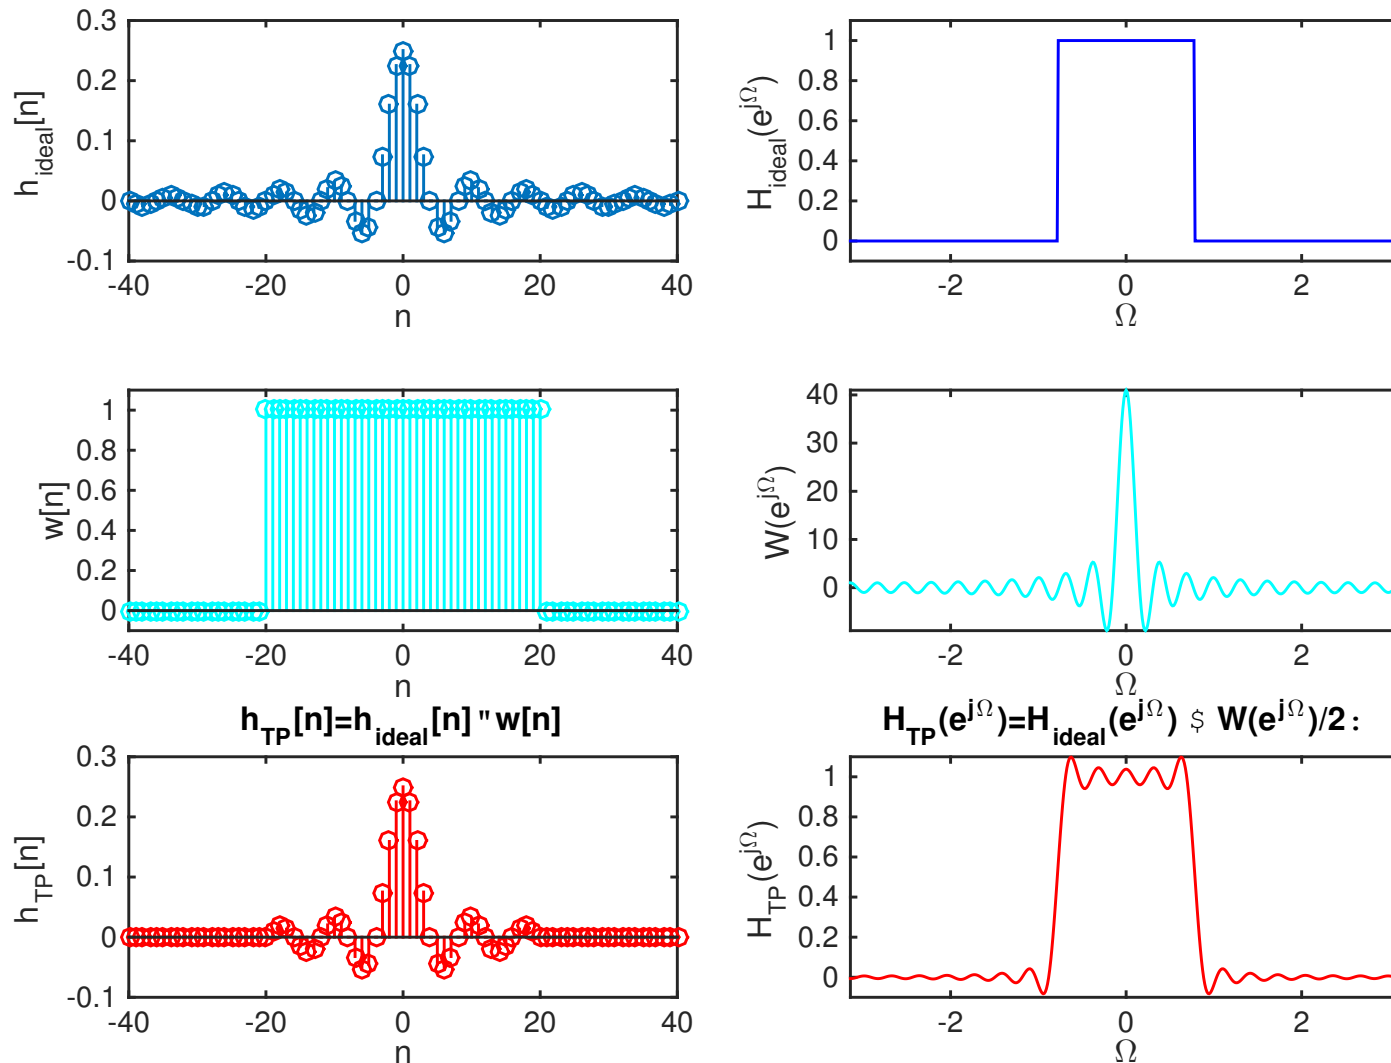 0.3
0.2
0.1
0
-0.1
h_ideal[n]
-40 -20 0 20 40
n
1
0.8
0.6
0.4
0.2
0
H_ideal(e^jΩ)
-2 0 2
Ω
1
0.8
0.6
0.4
0.2
0
w[n]
-40 -20 0 20 40
n
40
30
20
10
0
W(e^jΩ)
-2 0 2
Ω
h_TP[n]=h_ideal[n] " w[n]
0.3
0.2
0.1
0
-0.1
h_TP[n]
-40 -20 0 20 40
n
H_TP(e^jΩ)=H_ideal(e^jΩ) $ W(e^jΩ)/2 :
1
0.8
0.6
0.4
0.2
0
H_TP(e^jΩ)
-2 0 2
Ω